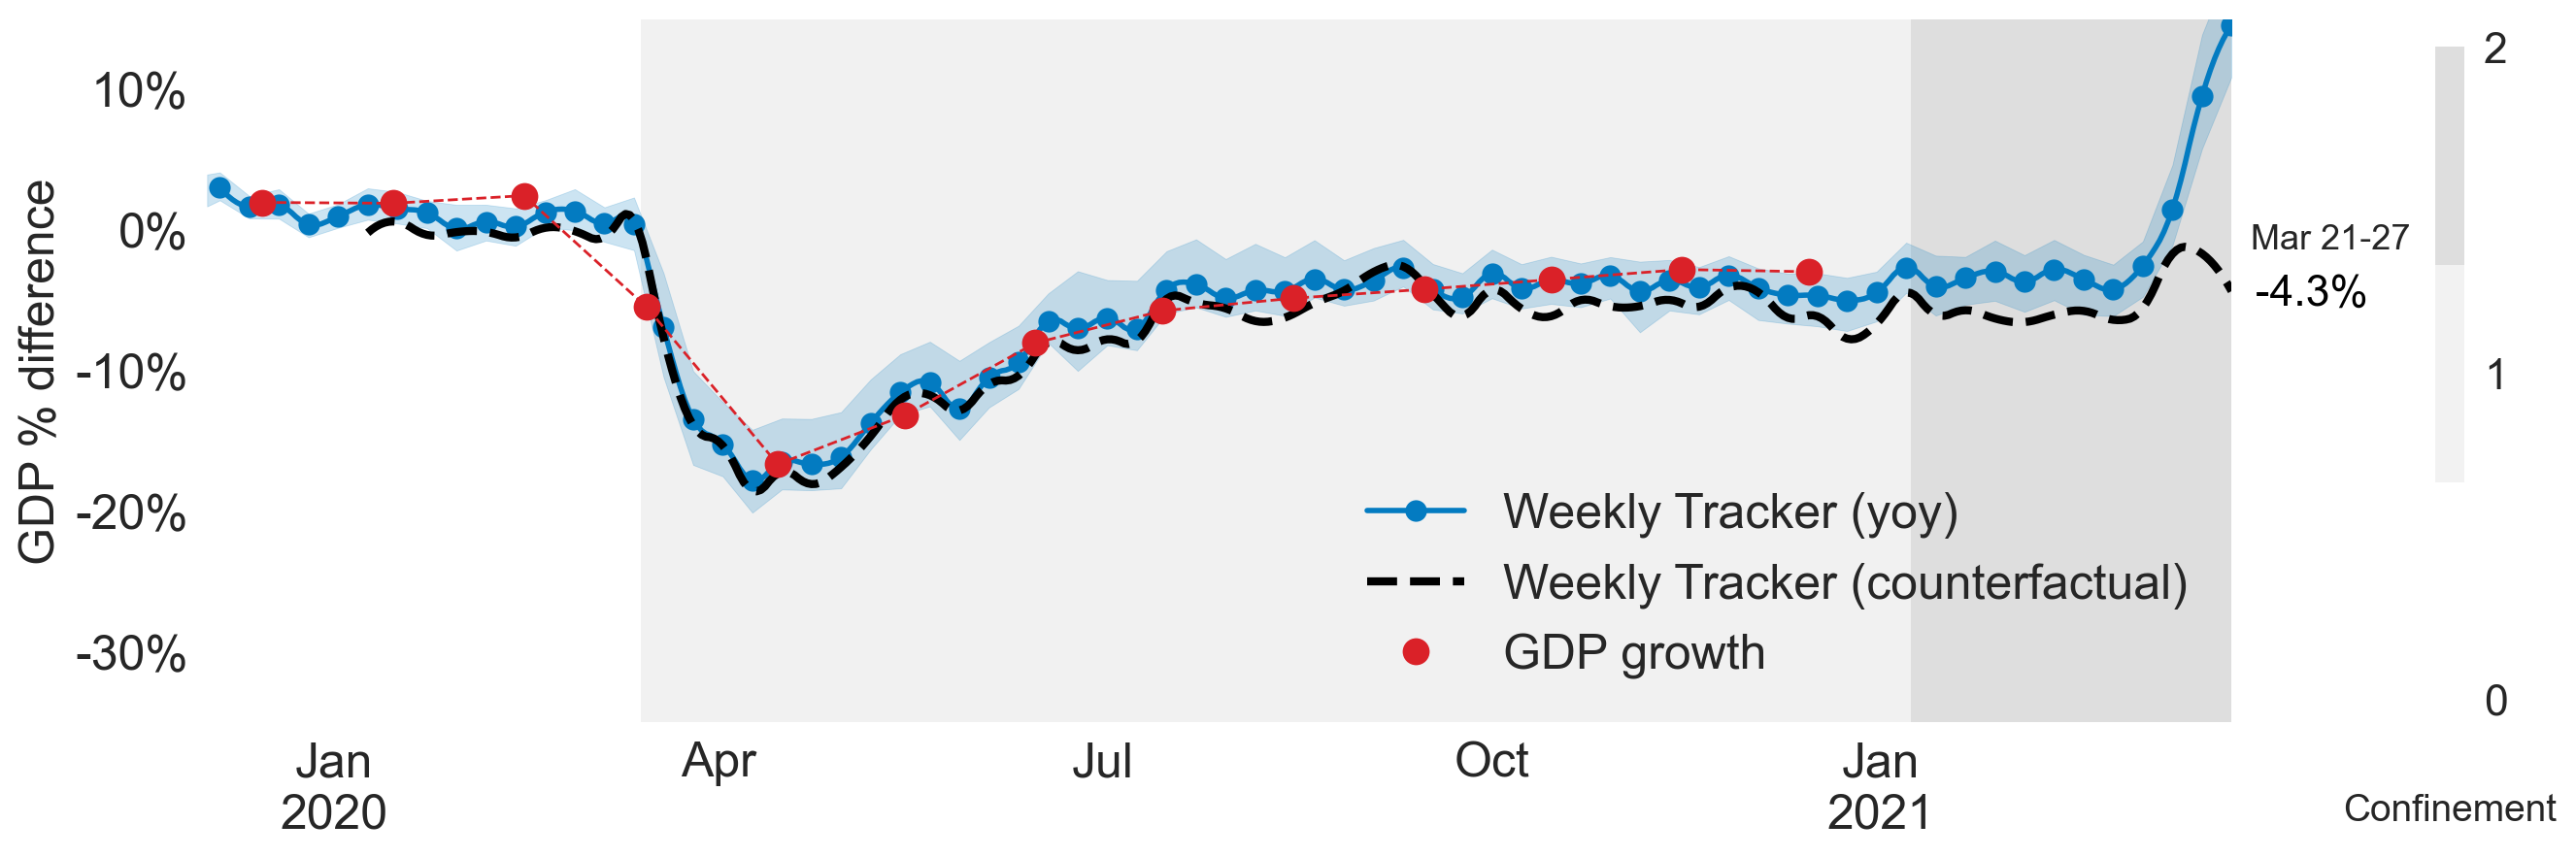 GDP % difference
10%
0%
-10%
-20%
-30%
Jan
2020
Apr
Jul
Oct
Jan
2021
Weekly Tracker (yoy)
Weekly Tracker (counterfactual)
GDP growth
Mar 21-27
-4.3%
2
1
0
Confinement